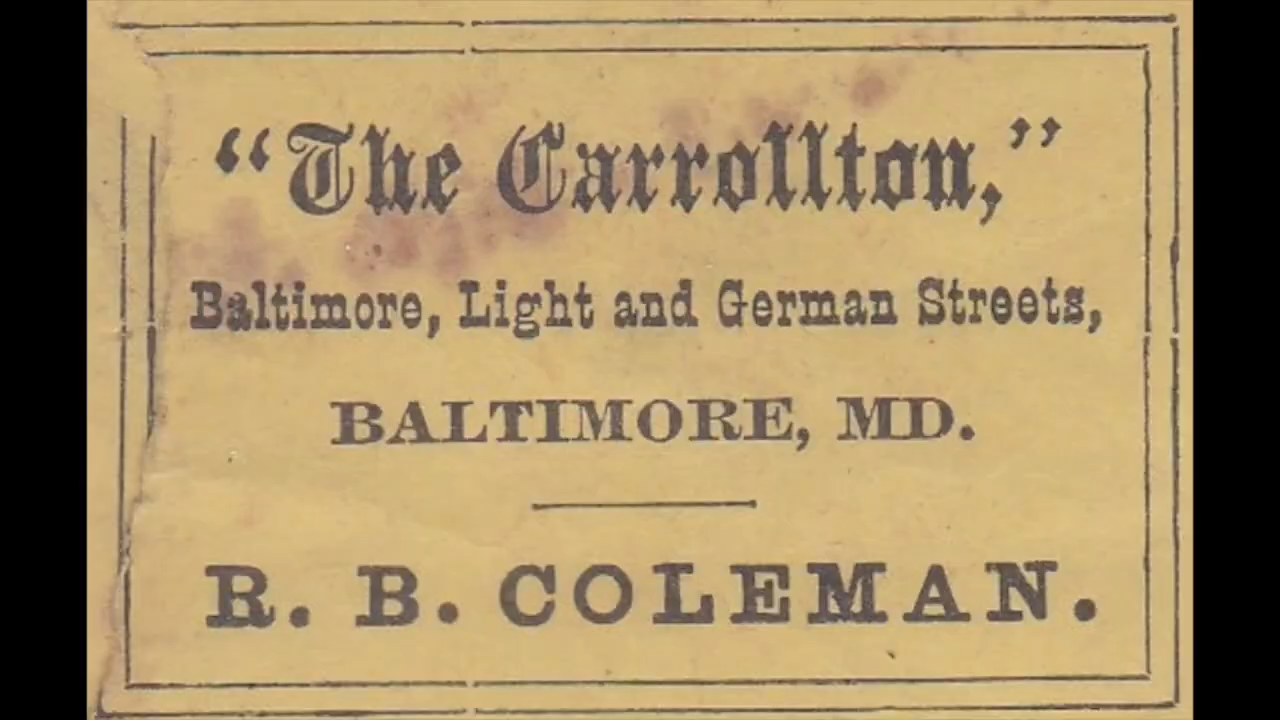 “The Carrollton,”
Baltimore, Light and German Streets,
BALTIMORE, MD.
R. B. COLEMAN.